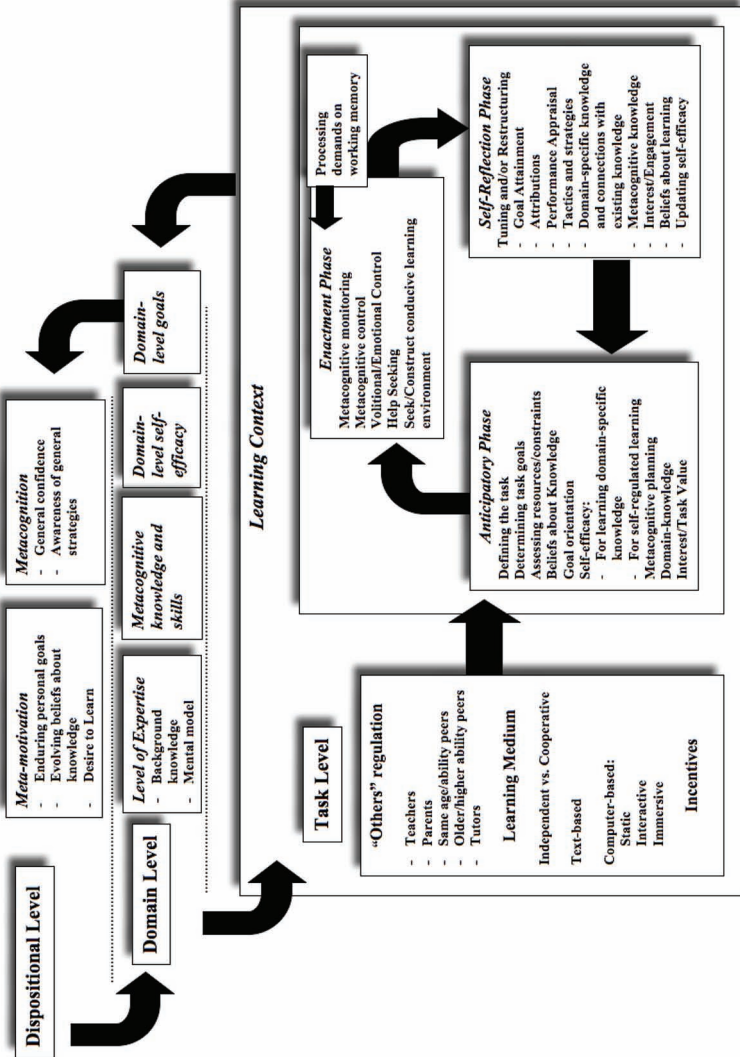 Dispositional Level
Meta-motivation
- Enduring personal goals
- Evolving beliefs about
knowledge
- Desire to Learn
Metacognition
- General confidence
- Awareness of general
strategies
Domain Level
Level of Expertise
- Background
knowledge
- Mental model
Metacognitive
knowledge and
skills
Domain-
level self-
efficacy
Domain-
level goals
Learning Context
Task Level
“Others” regulation
- Teachers
- Parents
- Same age/ability peers
- Older/higher ability peers
- Tutors
Learning Medium
Independent vs. Cooperative
Text-based
Computer-based:
Static
Interactive
Immersive
Incentives
Anticipatory Phase
Defining the task
Determining task goals
Assessing resources/constraints
Beliefs about Knowledge
Goal orientation
Self-efficacy:
- For learning domain-specific
knowledge
- For self-regulated learning
Metacognitive planning
Domain-knowledge
Interest/Task Value
Enactment Phase
Metacognitive monitoring
Metacognitive control
Volitional/Emotional Control
Help Seeking
Seek/Construct conducive learning
environment
Processing
demands on
working memory
Self-Reflection Phase
Tuning and/or Restructuring
- Goal Attainment
- Attributions
- Performance Appraisal
- Tactics and strategies
- Domain-specific knowledge
and connections with
existing knowledge
- Metacognitive knowledge
- Interest/Engagement
- Beliefs about learning
- Updating self-efficacy